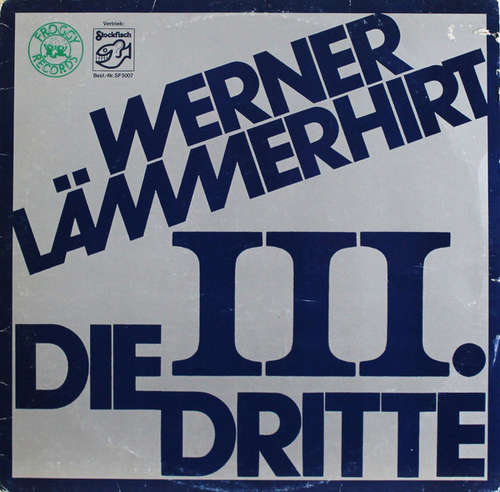 FROGGY RECORDS
Vertrieb:
Stockfisch
Best.-Nr. SF 5007
WERNER
LÄMMERHIRT
III.
DIE
DRITTE